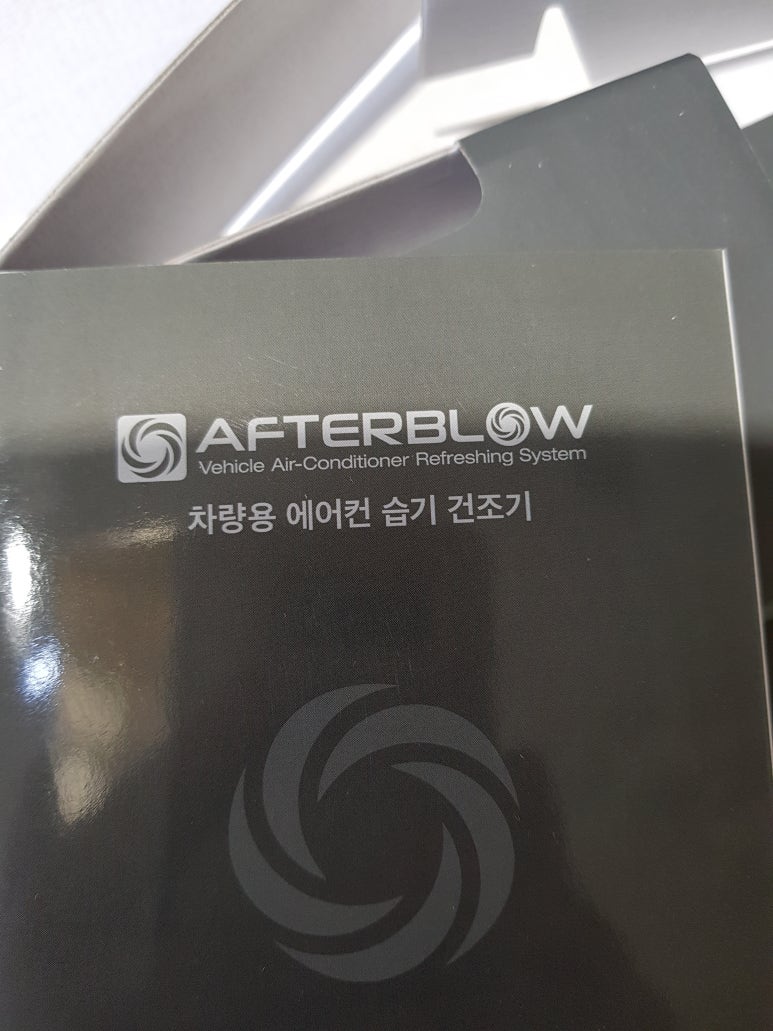 AFTERBLOW
Vehicle Air-Conditioner Refreshing System
차량용 에어컨 습기 건조기